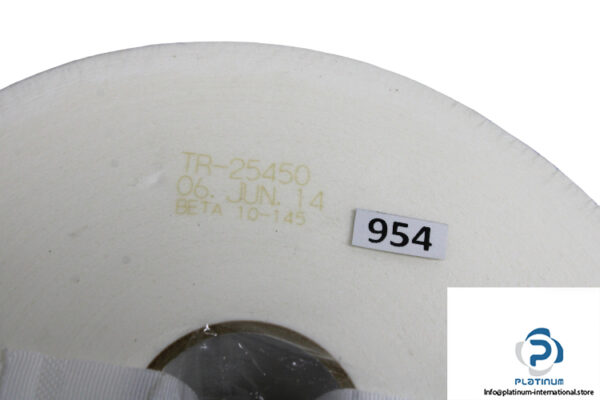 TR-25450
06. JUN. 14
BETA 10-145
954
PLATINUM
Info@platinum-international.store